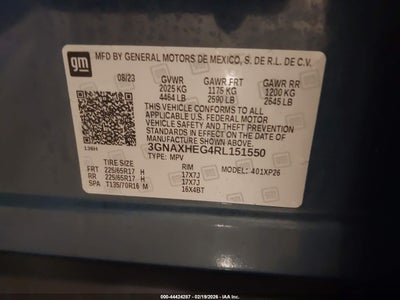 gm
MFD BY GENERAL MOTORS DE MEXICO, S. DE R.L. DE C.V.
08/23 GVWR GAWR FRT GAWR RR
2025 KG 1175 KG 1200 KG
4464 LB 2590 LB 2645 LB
THIS VEHICLE CONFORMS TO ALL
APPLICABLE U.S. FEDERAL MOTOR
VEHICLE SAFETY, BUMPER, AND
THEFT PREVENTION STANDARDS IN
EFFECT ON THE DATE OF
MANUFACTURE SHOWN ABOVE.
3GNAXHEG4RL151550
TYPE: MPV
TIRE SIZE RIM MODEL: 401XP26
FRT 225/65R17 H 17X7J
RR 225/65R17 H 17X7J
SPA T135/70R16 M 16X4BT
000-44424287 - 02/19/2026 - IAAI.COM